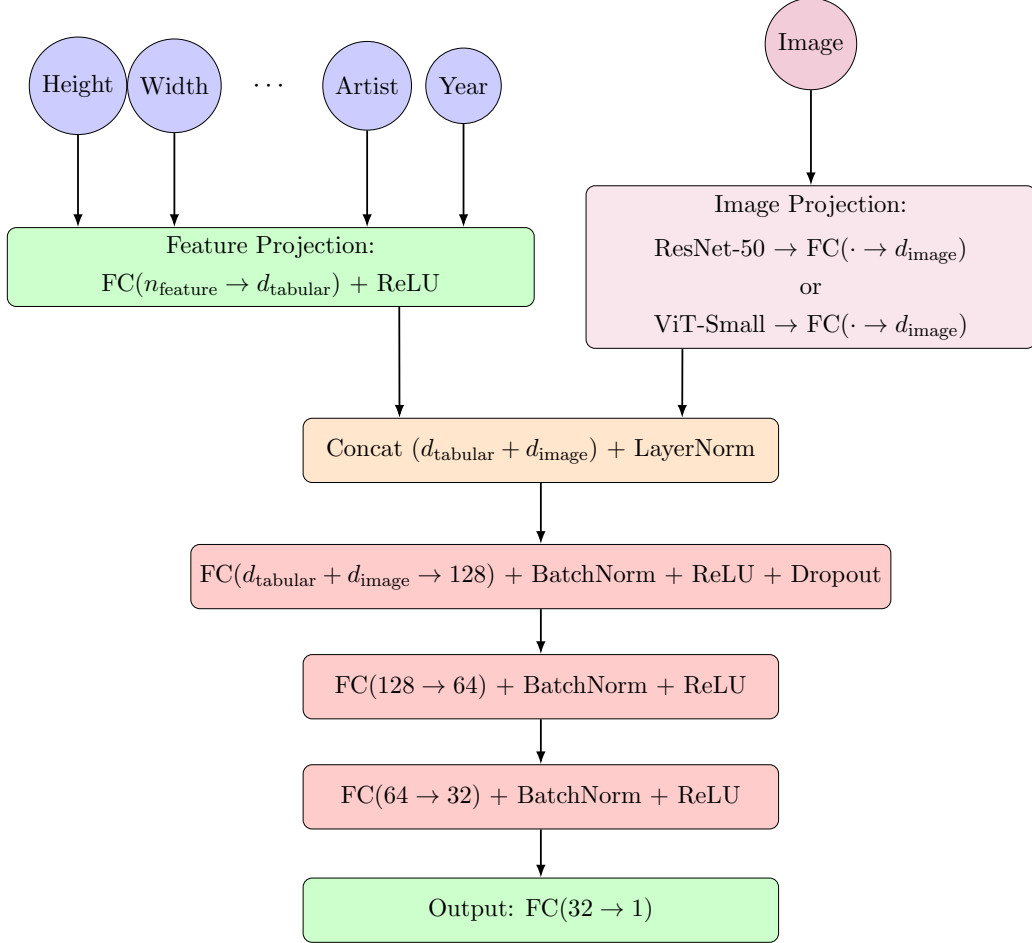 Height
Width
· · ·
Artist
Year
Image
Feature Projection:
FC(n_feature → d_tabular) + ReLU
Image Projection:
ResNet-50 → FC(· → d_image)
or
ViT-Small → FC(· → d_image)
Concat (d_tabular + d_image) + LayerNorm
FC(d_tabular + d_image → 128) + BatchNorm + ReLU + Dropout
FC(128 → 64) + BatchNorm + ReLU
FC(64 → 32) + BatchNorm + ReLU
Output: FC(32 → 1)